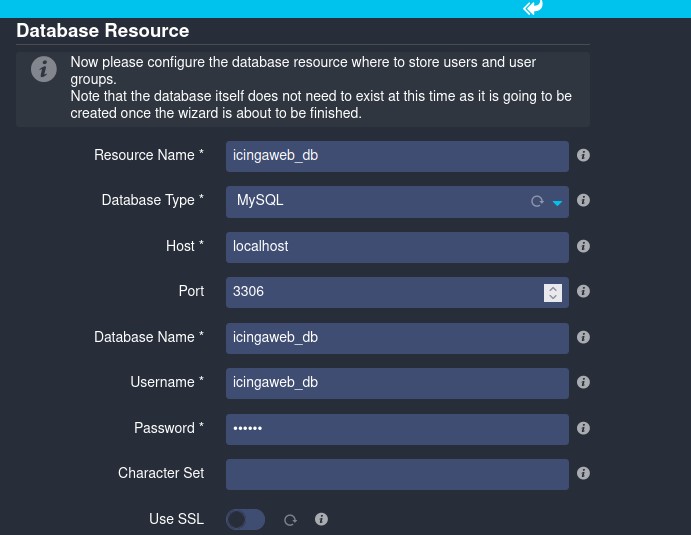 Database Resource
Now please configure the database resource where to store users and user
groups.
Note that the database itself does not need to exist at this time as it is going to be
created once the wizard is about to be finished.
Resource Name * icingaweb_db
Database Type * MySQL
Host * localhost
Port 3306
Database Name * icingaweb_db
Username * icingaweb_db
Password * ••••••
Character Set
Use SSL